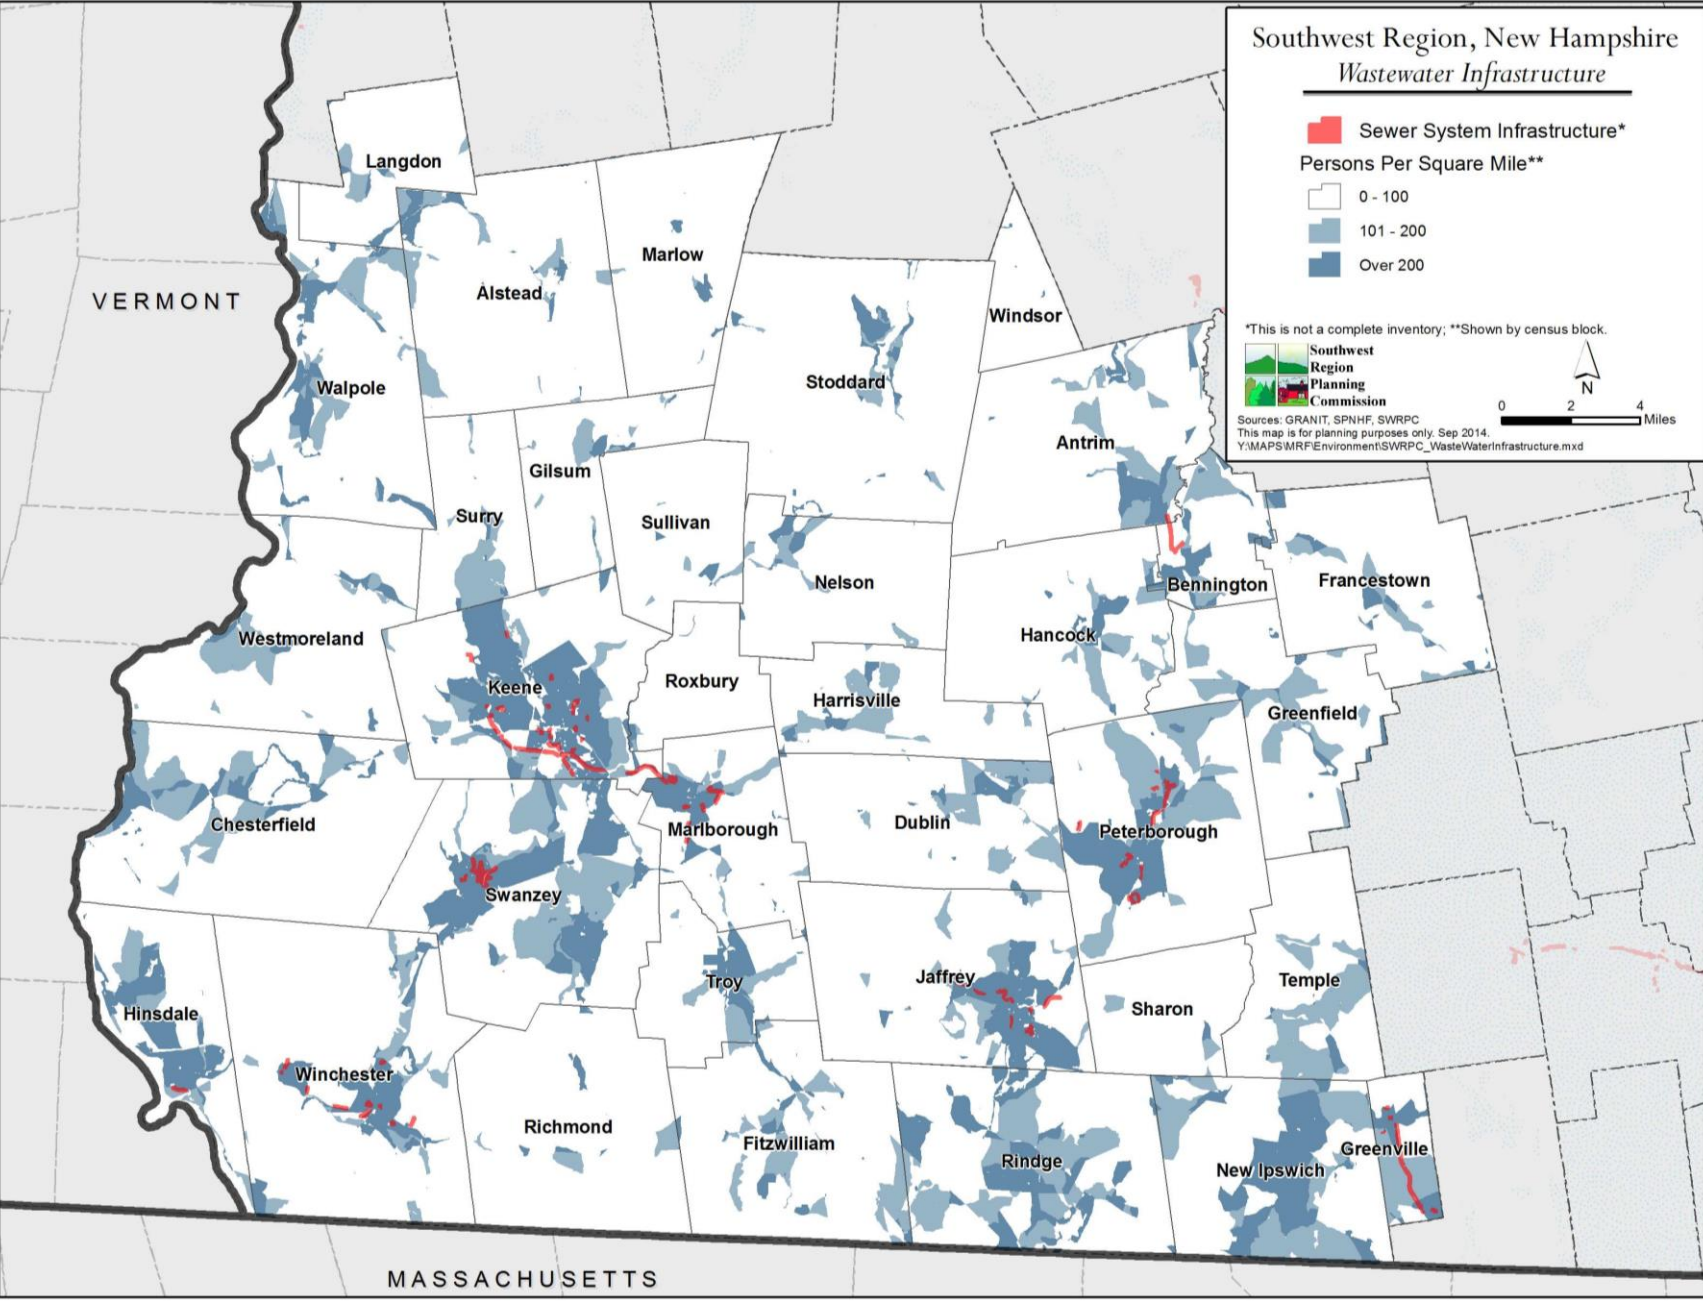 Southwest Region, New Hampshire
Wastewater Infrastructure
Sewer System Infrastructure*
Persons Per Square Mile**
0 - 100
101 - 200
Over 200
*This is not a complete inventory; **Shown by census block.
Southwest
Region
Planning
Commission
N
0 2 4
Miles
Sources: GRANIT, SPNHF, SWRPC
This map is for planning purposes only. Sep 2014.
Y:\MAPS\MRF\Environment\SWRPC_WasteWaterInfrastructure.mxd
Langdon
Marlow
Alstead
VERMONT
Windsor
Walpole
Stoddard
Antrim
Gilsum
Surry
Sullivan
Nelson
Bennington
Francestown
Westmoreland
Hancock
Keene
Roxbury
Harrisville
Greenfield
Chesterfield
Marlborough
Dublin
Peterborough
Swanzey
Troy
Jaffrey
Temple
Sharon
Hinsdale
Winchester
Richmond
Fitzwilliam
Rindge
New Ipswich
Greenville
MASSACHUSETTS